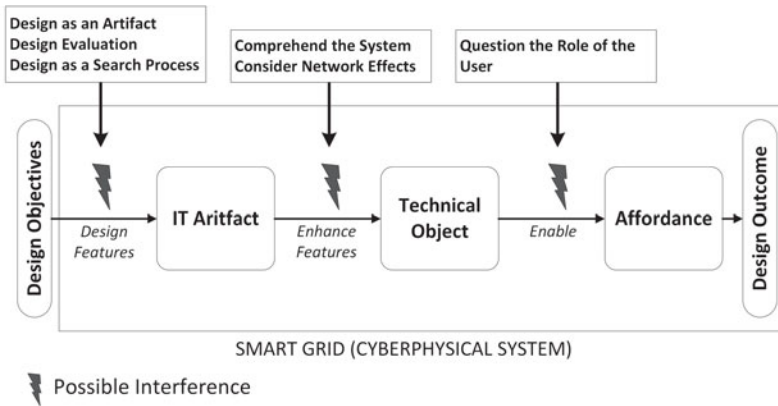 Design as an Artifact
Design Evaluation
Design as a Search Process
Comprehend the System
Consider Network Effects
Question the Role of the
User
Design Objectives
Design
Features
IT Aritfact
Enhance
Features
Technical
Object
Enable
Affordance
Design Outcome
SMART GRID (CYBERPHYSICAL SYSTEM)
Possible Interference